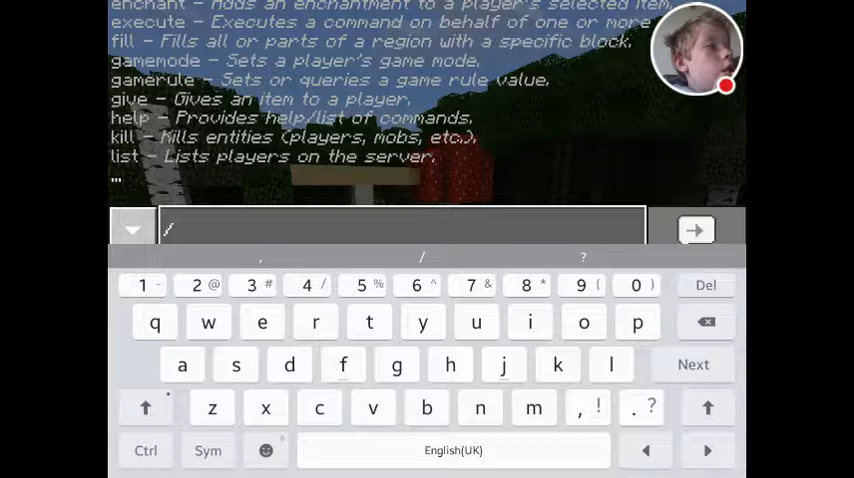 enchant - Adds an enchantment to a player's selected item.
execute - Executes a command on behalf of one or more
fill - Fills all or parts of a region with a specific block.
gamemode - Sets a player's game mode.
gamerule - Sets or queries a game rule value.
give - Gives an item to a player.
help - Provides help/list of commands.
kill - Kills entities (players, mobs, etc.).
list - Lists players on the server.
...
/
, / ?
1 - 2 @ 3 # 4 / 5 % 6 ^ 7 & 8 * 9 ( 0 ) Del
q w e r t y u i o p
a s d f g h j k l Next
z x c v b n m , ! . ?
Ctrl Sym English(UK)